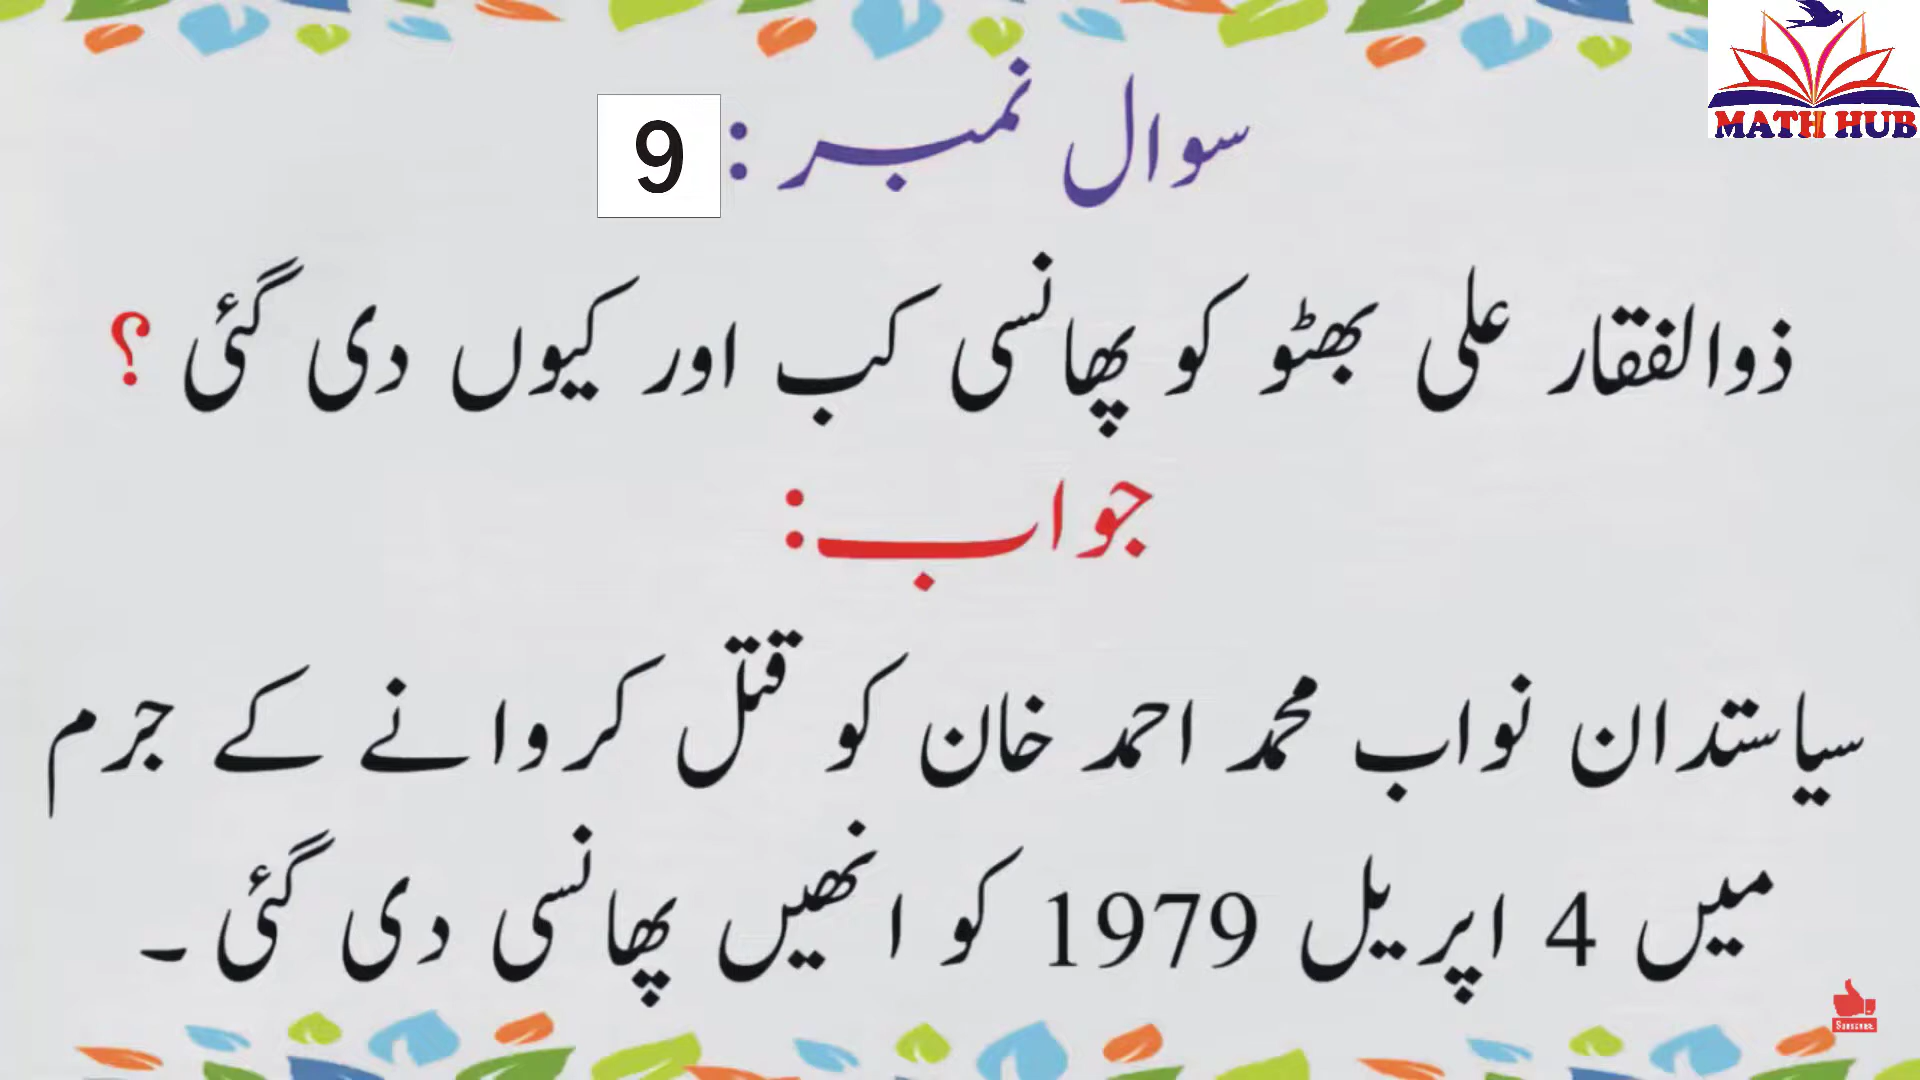 MATH HUB
سوال نمبر : 9
ذوالفقار علی بھٹو کو پھانسی کب اور کیوں دی گئی ؟
جواب :
سیاستدان نواب محمد احمد خان کو قتل کروانے کے جرم
میں 4 اپریل 1979 کو انھیں پھانسی دی گئی ۔